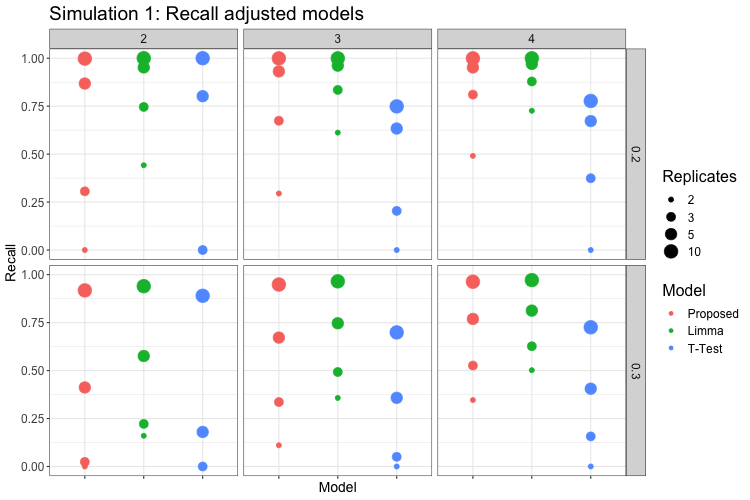 Simulation 1: Recall adjusted models
2
3
4
1.00
0.75
0.50
0.25
0.00
0.2
1.00
0.75
0.50
0.25
0.00
0.3
Recall
Model
Replicates
2
3
5
10
Model
Proposed
Limma
T-Test